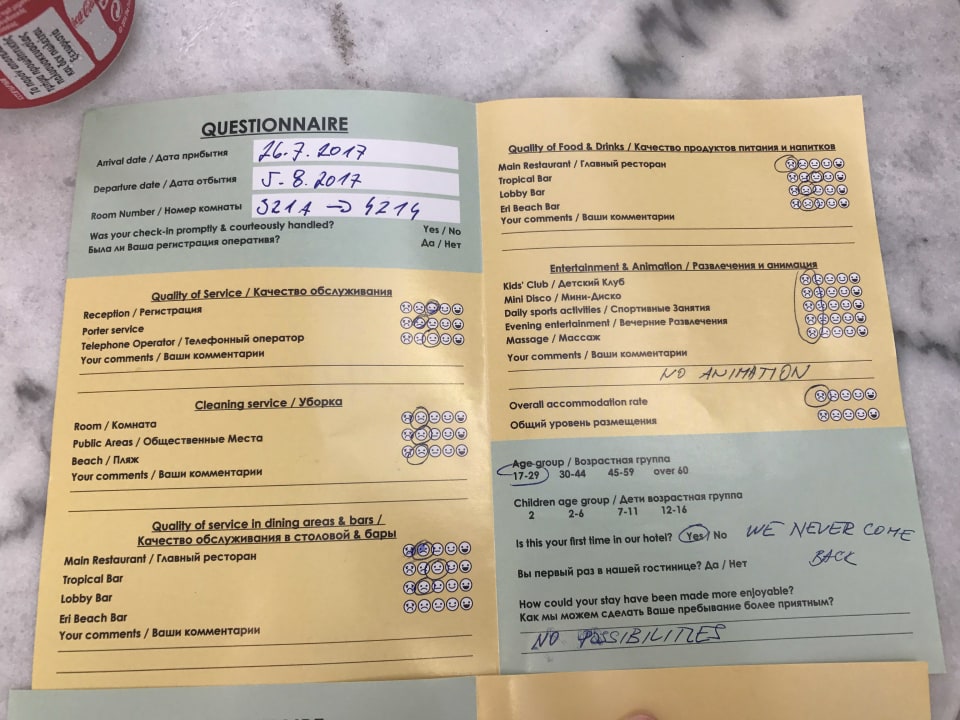 QUESTIONNAIRE
Arrival date / Дата прибытия 26.7.2017
Departure date / Дата отбытия 5.8.2017
Room Number / Номер комнаты 521A → 4214
Was your check-in promptly & courteously handled? Yes / No
Была ли Ваша регистрация оператива? Да / Нет
Quality of Service / Качество обслуживания
Reception / Регистрация
Porter service
Telephone Operator / Телефонный оператор
Your comments / Ваши комментарии
Cleaning service / Уборка
Room / Комната
Public Areas / Общественные Места
Beach / Пляж
Your comments / Ваши комментарии
Quality of service in dining areas & bars /
Качество обслуживания в столовой & бары
Main Restaurant / Главный ресторан
Tropical Bar
Lobby Bar
Eri Beach Bar
Your comments / Ваши комментарии
Quality of Food & Drinks / Качество продуктов питания и напитков
Main Restaurant / Главный ресторан
Tropical Bar
Lobby Bar
Eri Beach Bar
Your comments / Ваши комментарии
Entertainment & Animation / Развлечения и анимация
Kids' Club / Детский Клуб
Mini Disco / Мини-Диско
Daily sports activities / Спортивные Занятия
Evening entertainment / Вечерние Развлечения
Massage / Массаж
Your comments / Ваши комментарии
NO ANIMATION
Overall accommodation rate
Общий уровень размещения
Age group / Возрастная группа
17-29 30-44 45-59 over 60
Children age group / Дети возрастная группа
2 2-6 7-11 12-16
Is this your first time in our hotel? Yes / No WE NEVER COME
BACK
Вы первый раз в нашей гостинице? Да / Нет
How could your stay have been made more enjoyable?
Как мы можем сделать Ваше пребывание более приятным?
NO POSSIBILITIES